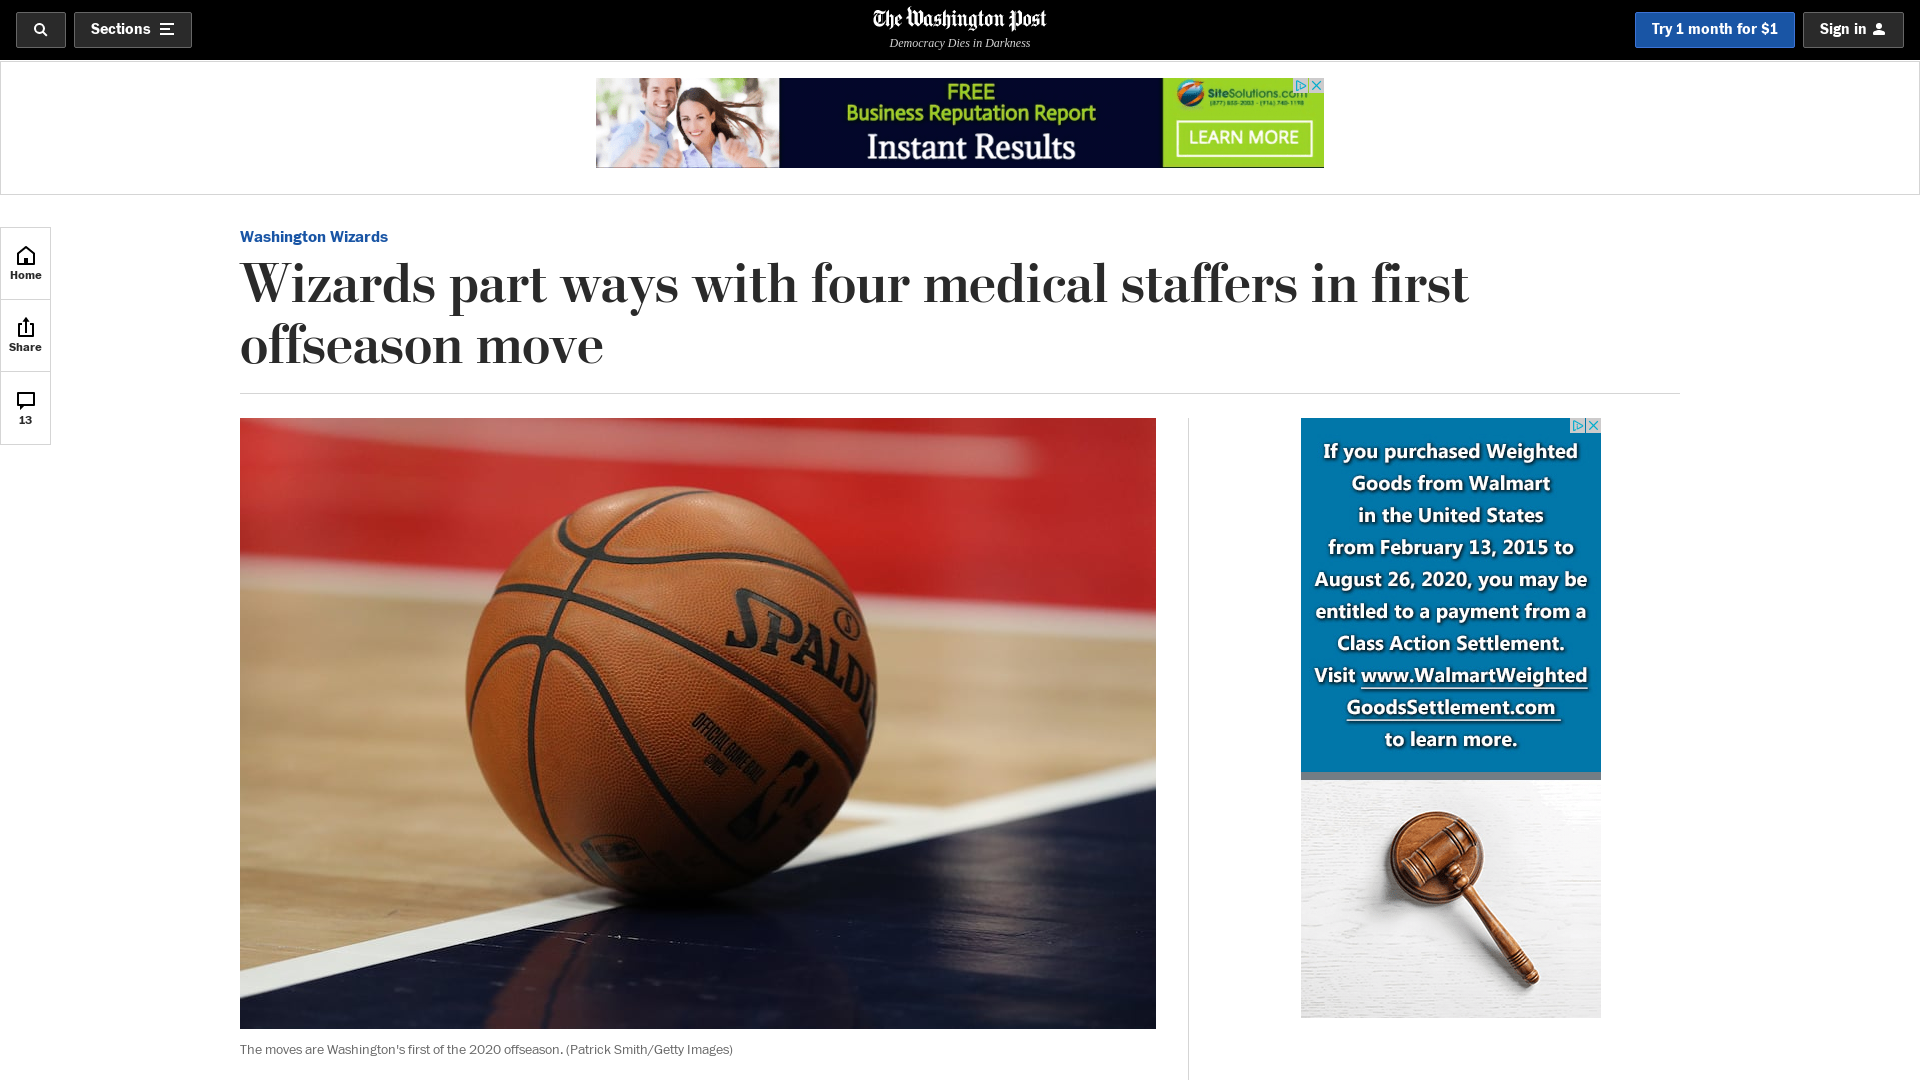 Sections
The Washington Post
Democracy Dies in Darkness
Try 1 month for $1
Sign in
FREE
Business Reputation Report
Instant Results
SiteSolutions.com
LEARN MORE
Home
Share
13
Washington Wizards
Wizards part ways with four medical staffers in first
offseason move
SPALD
OFFICIAL GAME BALL
If you purchased Weighted
Goods from Walmart
in the United States
from February 13, 2015 to
August 26, 2020, you may be
entitled to a payment from a
Class Action Settlement.
Visit www.WalmartWeighted
GoodsSettlement.com
to learn more.
The moves are Washington's first of the 2020 offseason. (Patrick Smith/Getty Images)